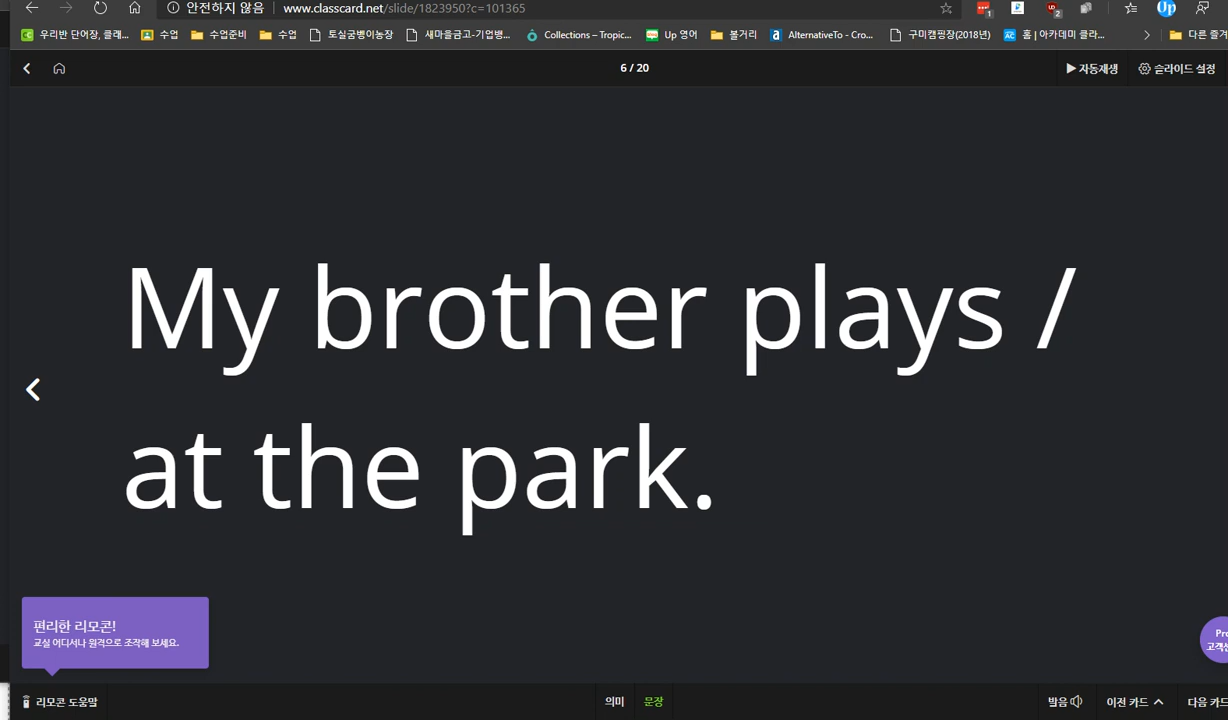 안전하지 않음 www.classcard.net/slide/1823950?c=101365
우리반 단어장, 클래... 수업 수업준비 수업 토실굼벵이농장 새마을금고-기업뱅... Collections – Tropic... Up 영어 볼거리 AlternativeTo - Cro... 구미캠핑장(2018년) 홈 | 아카데미 클라... 다른 즐겨
6 / 20 자동재생 슬라이드 설정
My brother plays /
at the park.
편리한 리모콘!
교실 어디서나 원격으로 조작해 보세요.
Pro
리모콘 도움말 의미 문장 발음 이전 카드 다음 카드